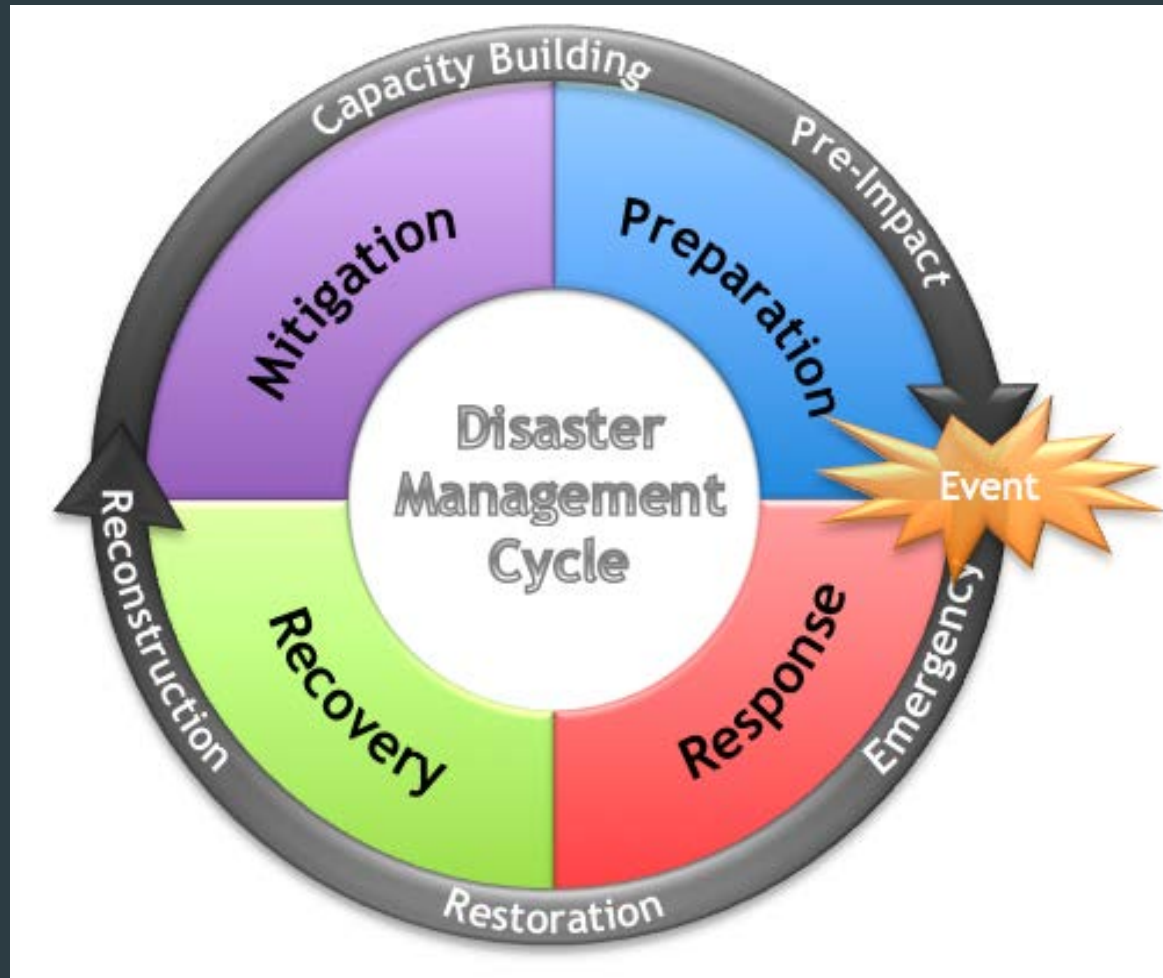 Capacity Building
Pre-Impact
Mitigation
Preparation
Disaster
Management
Cycle
Event
Reconstruction
Recovery
Response
Emergency
Restoration